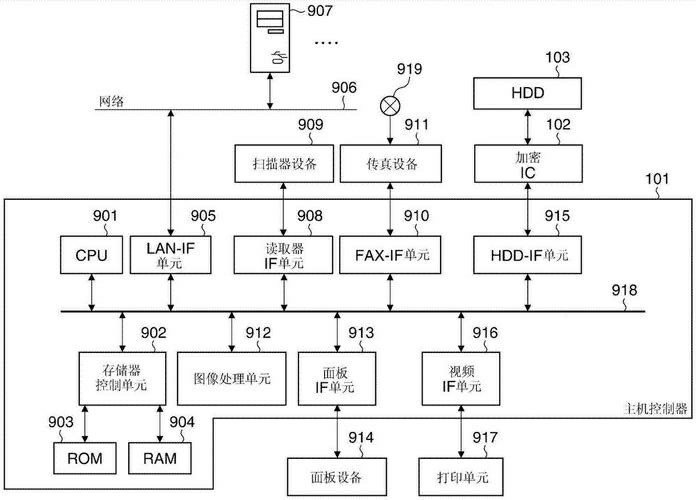 907
....
网络
906
919
103
HDD
909
911
102
扫描器设备
传真设备
加密
IC
101
901
905
908
910
915
CPU
LAN-IF
单元
读取器
IF单元
FAX-IF单元
HDD-IF单元
918
902
912
913
916
存储器
控制单元
图像处理单元
面板
IF单元
视频
IF单元
主机控制器
903
904
914
917
ROM
RAM
面板设备
打印单元